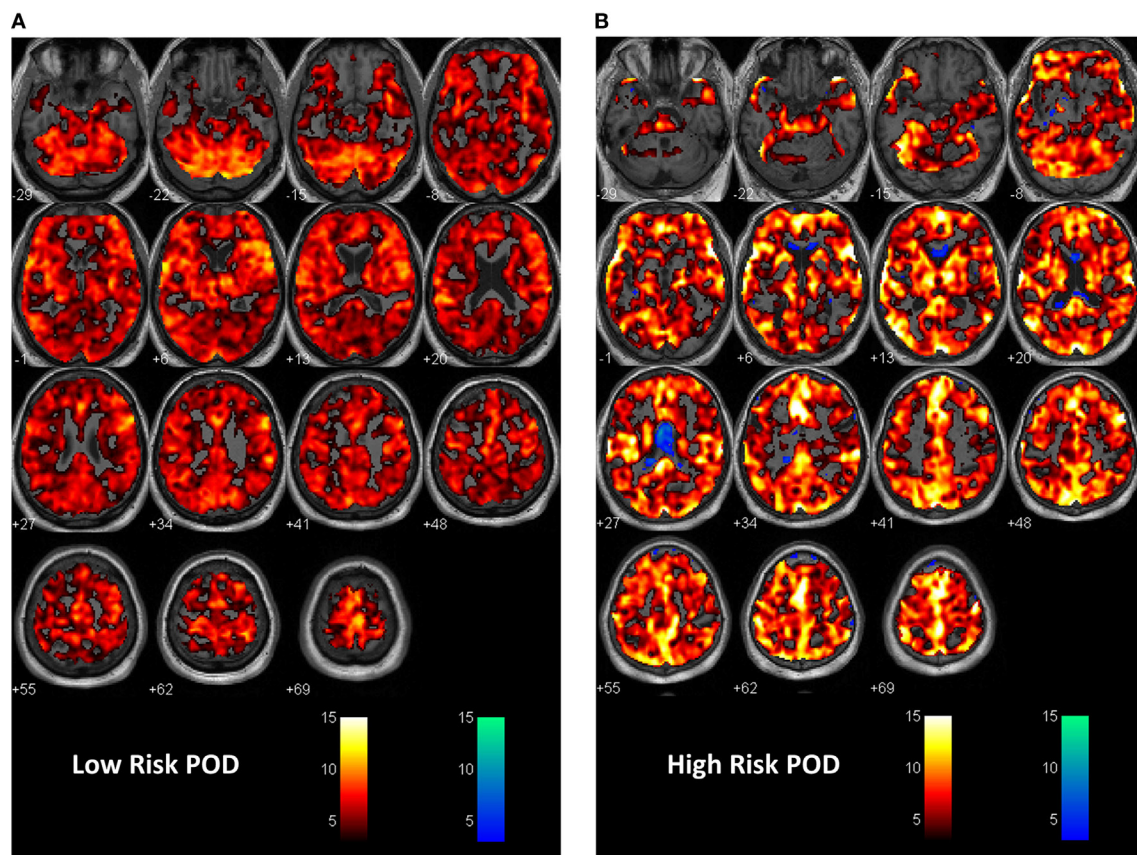 A
-29 -22 -15 -8
-1 +6 +13 +20
+27 +34 +41 +48
+55 +62 +69
15 15
10 10
5 5
Low Risk POD
B
-29 -22 -15 -8
-1 +6 +13 +20
+27 +34 +41 +48
+55 +62 +69
15 15
10 10
5 5
High Risk POD